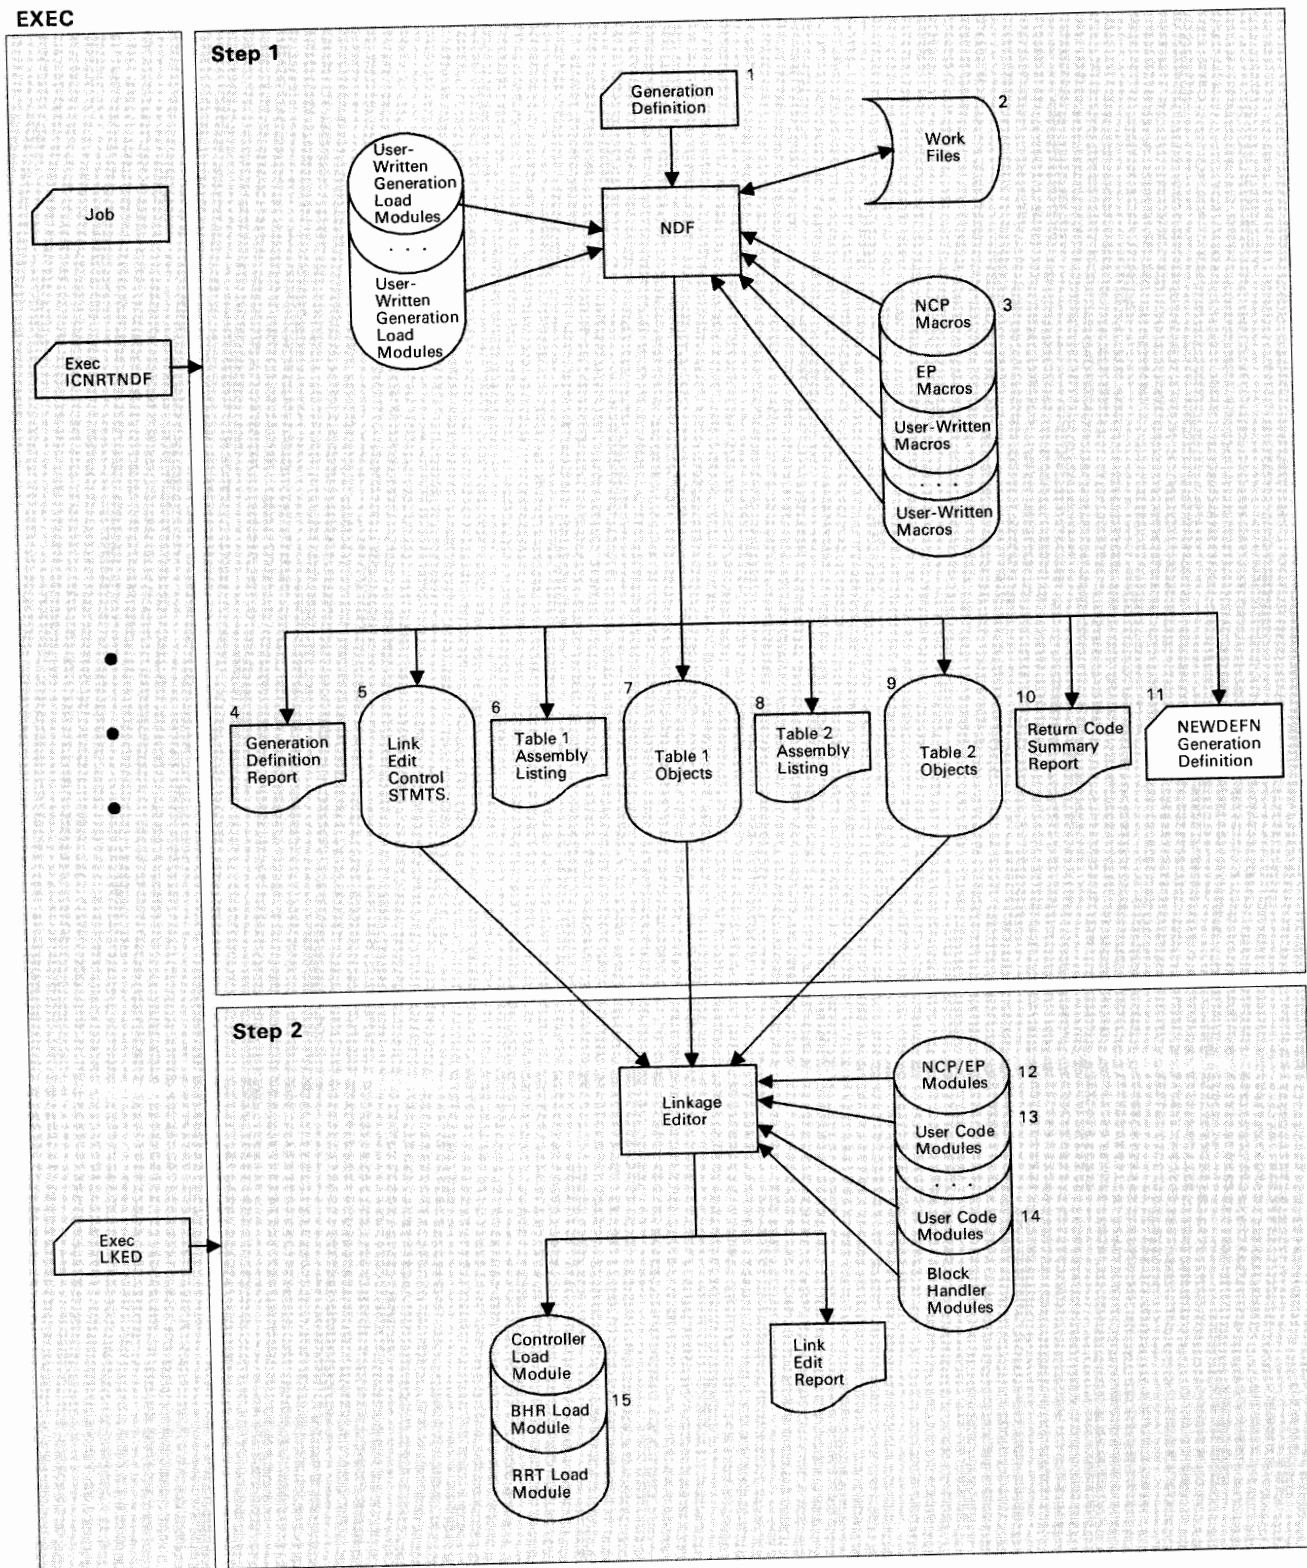 EXEC
Step 1
Generation
Definition
1
Work
Files
2
User-
Written
Generation
Load
Modules
. . .
User-
Written
Generation
Load
Modules
Job
NDF
NCP
Macros
3
EP
Macros
User-Written
Macros
. . .
User-Written
Macros
Exec
ICNRTNDF
4
Generation
Definition
Report
5
Link
Edit
Control
STMTS.
6
Table 1
Assembly
Listing
7
Table 1
Objects
8
Table 2
Assembly
Listing
9
Table 2
Objects
10
Return Code
Summary
Report
11
NEWDEFN
Generation
Definition
Step 2
Linkage
Editor
NCP/EP
Modules
12
13
User Code
Modules
. . .
User Code
Modules
14
Block
Handler
Modules
Exec
LKED
Controller
Load
Module
BHR Load
Module
15
RRT Load
Module
Link
Edit
Report